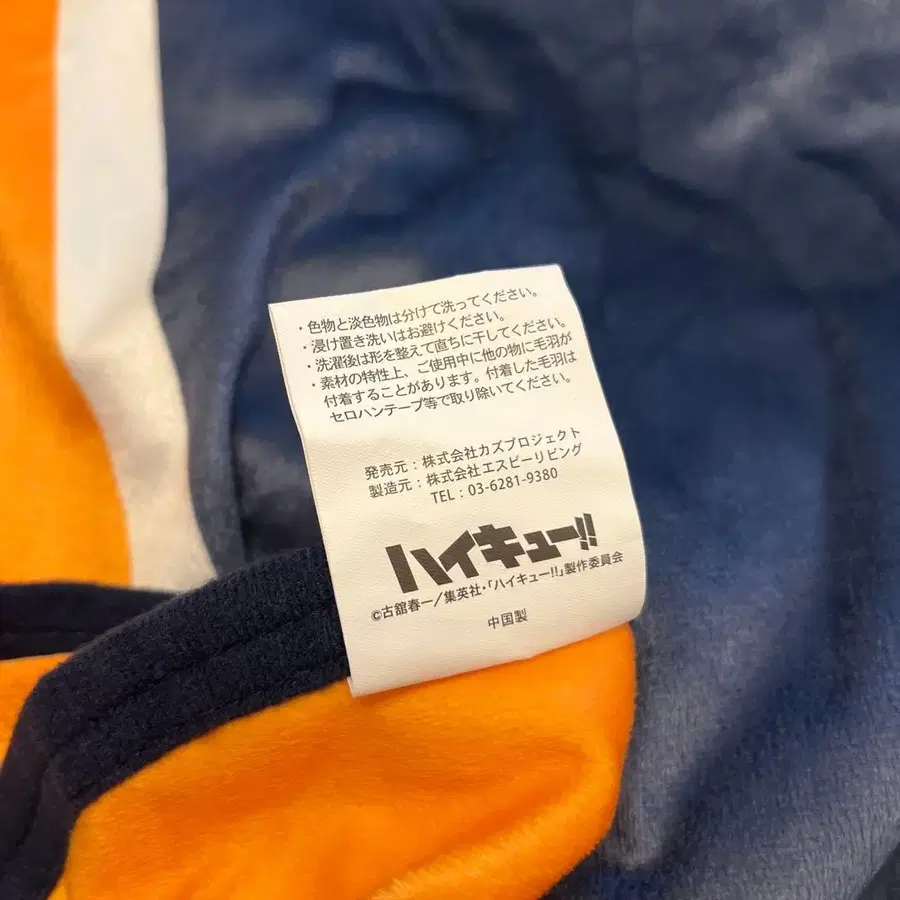 ・色物と淡色物は分けて洗ってください。
・浸け置き洗いはお避けください。
・洗濯後は形を整えて直ちに干してください。
・素材の特性上、ご使用中に他の物に毛羽が
付着することがあります。付着した毛羽は
セロハンテープ等で取り除いてください。
発売元：株式会社カズプロジェクト
製造元：株式会社エスピーリビング
TEL：03-6281-9380
ハイキュー!!
©古舘春一／集英社・「ハイキュー!!」製作委員会
中国製